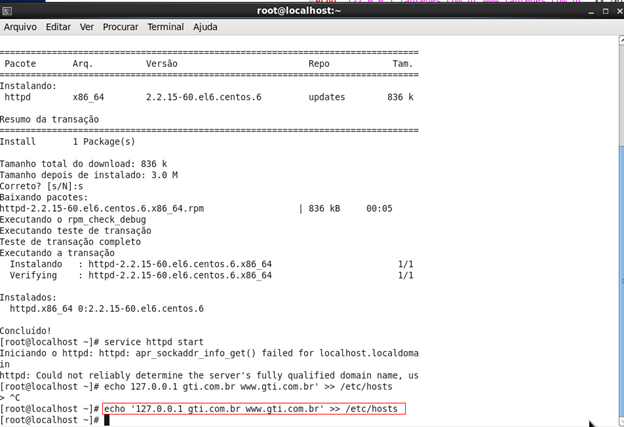 root@localhost:~
Arquivo Editar Ver Procurar Terminal Ajuda
================================================================================
Pacote Arq. Versão Repo Tam.
================================================================================
Instalando:
httpd x86_64 2.2.15-60.el6.centos.6 updates 836 k
Resumo da transação
================================================================================
Install 1 Package(s)
Tamanho total do download: 836 k
Tamanho depois de instalado: 3.0 M
Correto? [s/N]:s
Baixando pacotes:
httpd-2.2.15-60.el6.centos.6.x86_64.rpm | 836 kB 00:05
Executando o rpm_check_debug
Executando teste de transação
Teste de transação completo
Executando a transação
Instalando : httpd-2.2.15-60.el6.centos.6.x86_64 1/1
Verifying : httpd-2.2.15-60.el6.centos.6.x86_64 1/1
Instalados:
httpd.x86_64 0:2.2.15-60.el6.centos.6
Concluído!
[root@localhost ~]# service httpd start
Iniciando o httpd: httpd: apr_sockaddr_info_get() failed for localhost.localdoma
in
httpd: Could not reliably determine the server's fully qualified domain name, us
[root@localhost ~]# echo 127.0.0.1 gti.com.br www.gti.com.br' >> /etc/hosts
> ^C
[root@localhost ~]# echo '127.0.0.1 gti.com.br www.gti.com.br' >> /etc/hosts
[root@localhost ~]#